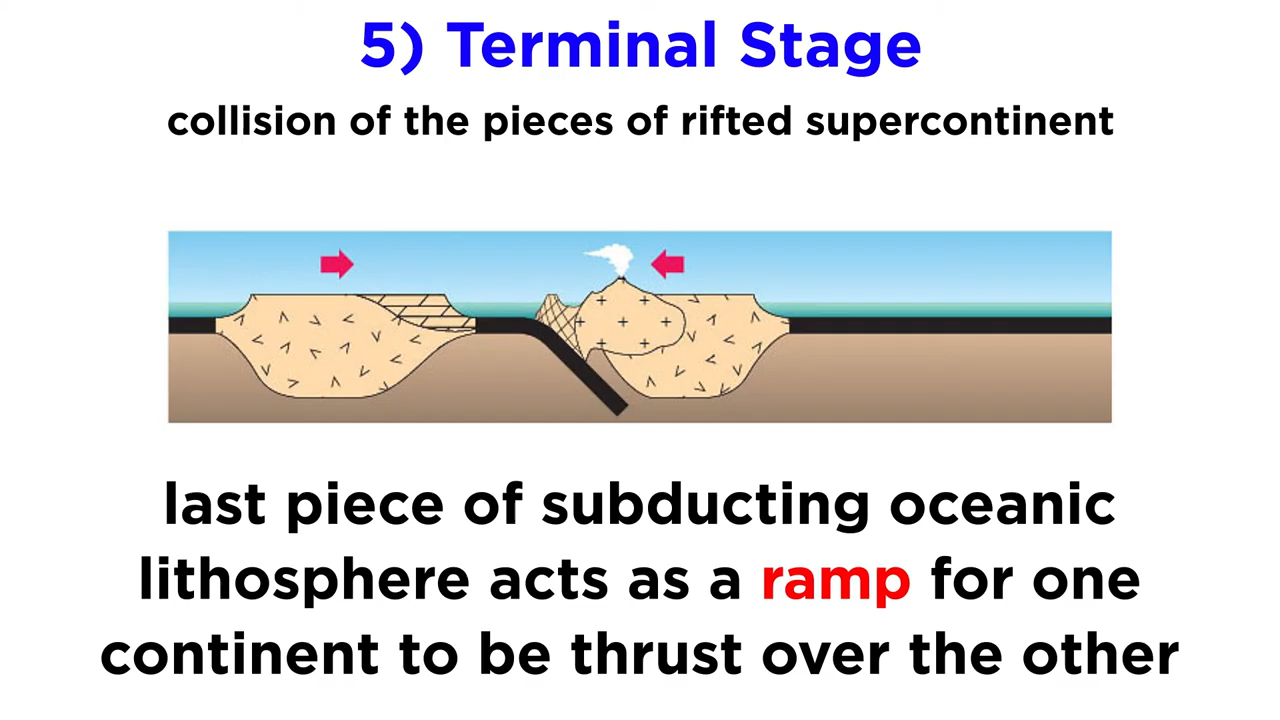 5) Terminal Stage
collision of the pieces of rifted supercontinent
last piece of subducting oceanic
lithosphere acts as a ramp for one
continent to be thrust over the other